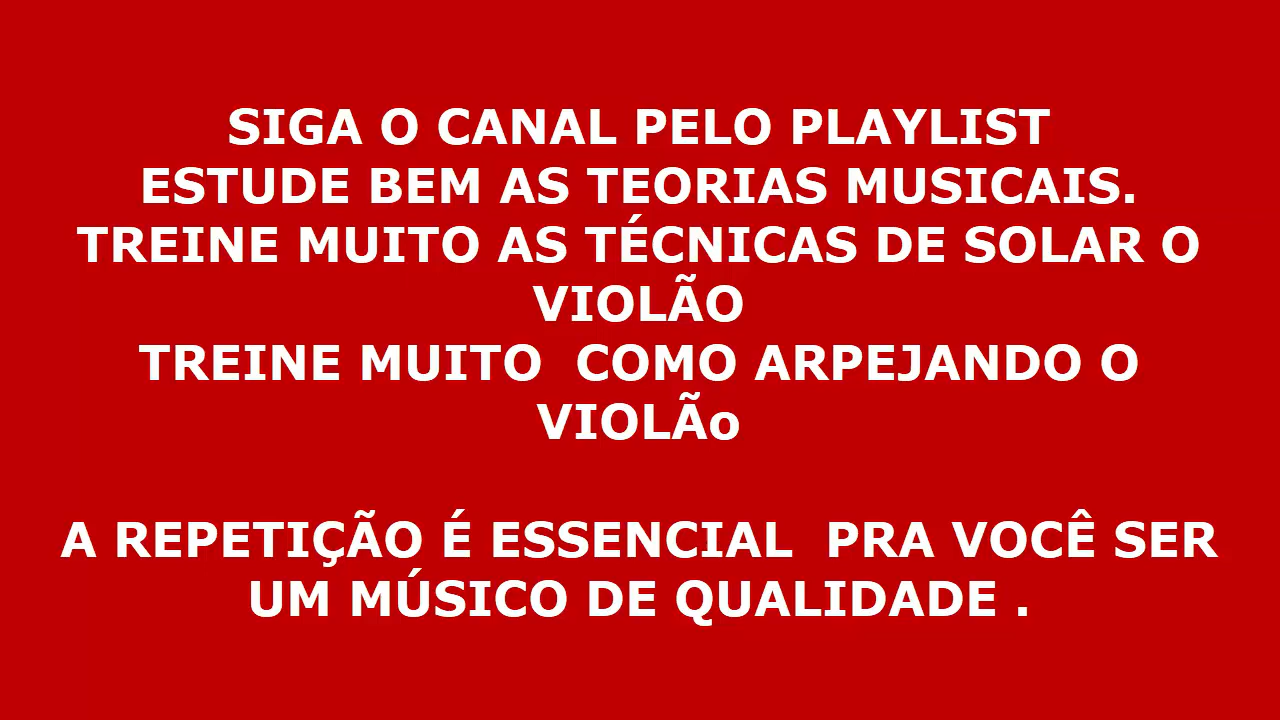 SIGA O CANAL PELO PLAYLIST
ESTUDE BEM AS TEORIAS MUSICAIS.
TREINE MUITO AS TÉCNICAS DE SOLAR O
VIOLÃO
TREINE MUITO  COMO ARPEJANDO O
VIOLÃo
A REPETIÇÃO É ESSENCIAL  PRA VOCÊ SER
UM MÚSICO DE QUALIDADE .